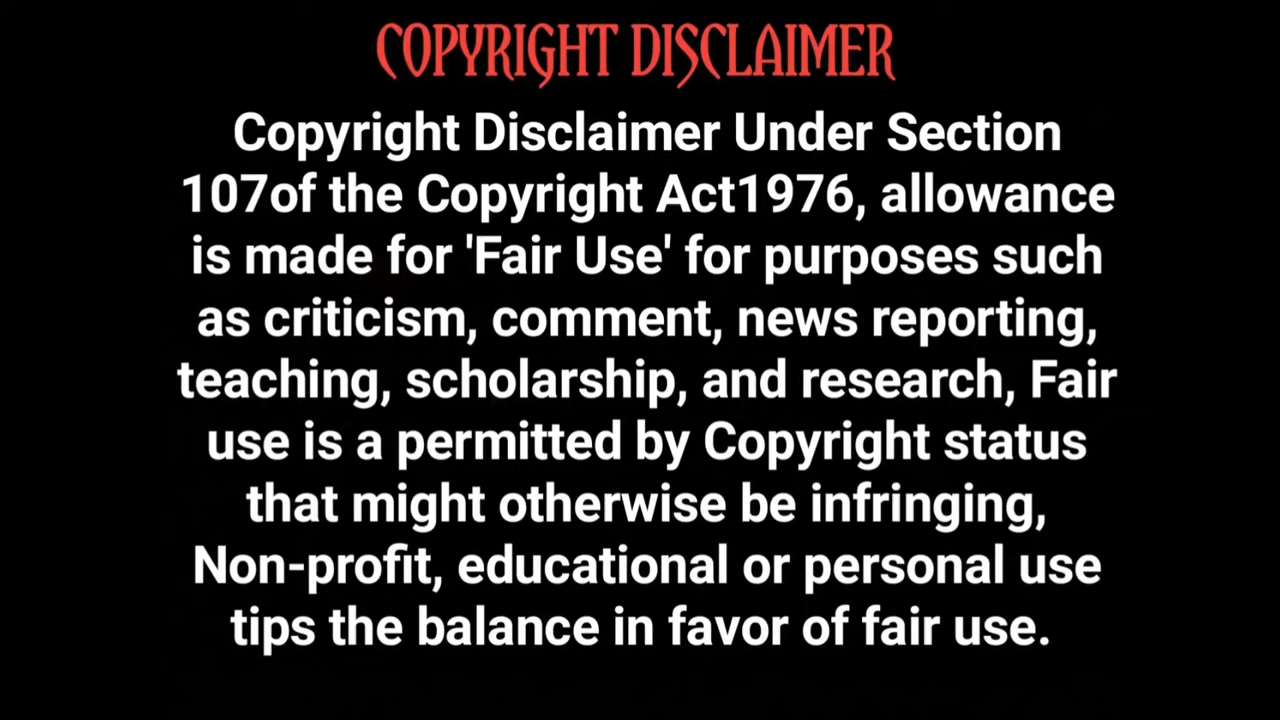 COPYRIGHT DISCLAIMER
Copyright Disclaimer Under Section
107of the Copyright Act1976, allowance
is made for 'Fair Use' for purposes such
as criticism, comment, news reporting,
teaching, scholarship, and research, Fair
use is a permitted by Copyright status
that might otherwise be infringing,
Non-profit, educational or personal use
tips the balance in favor of fair use.